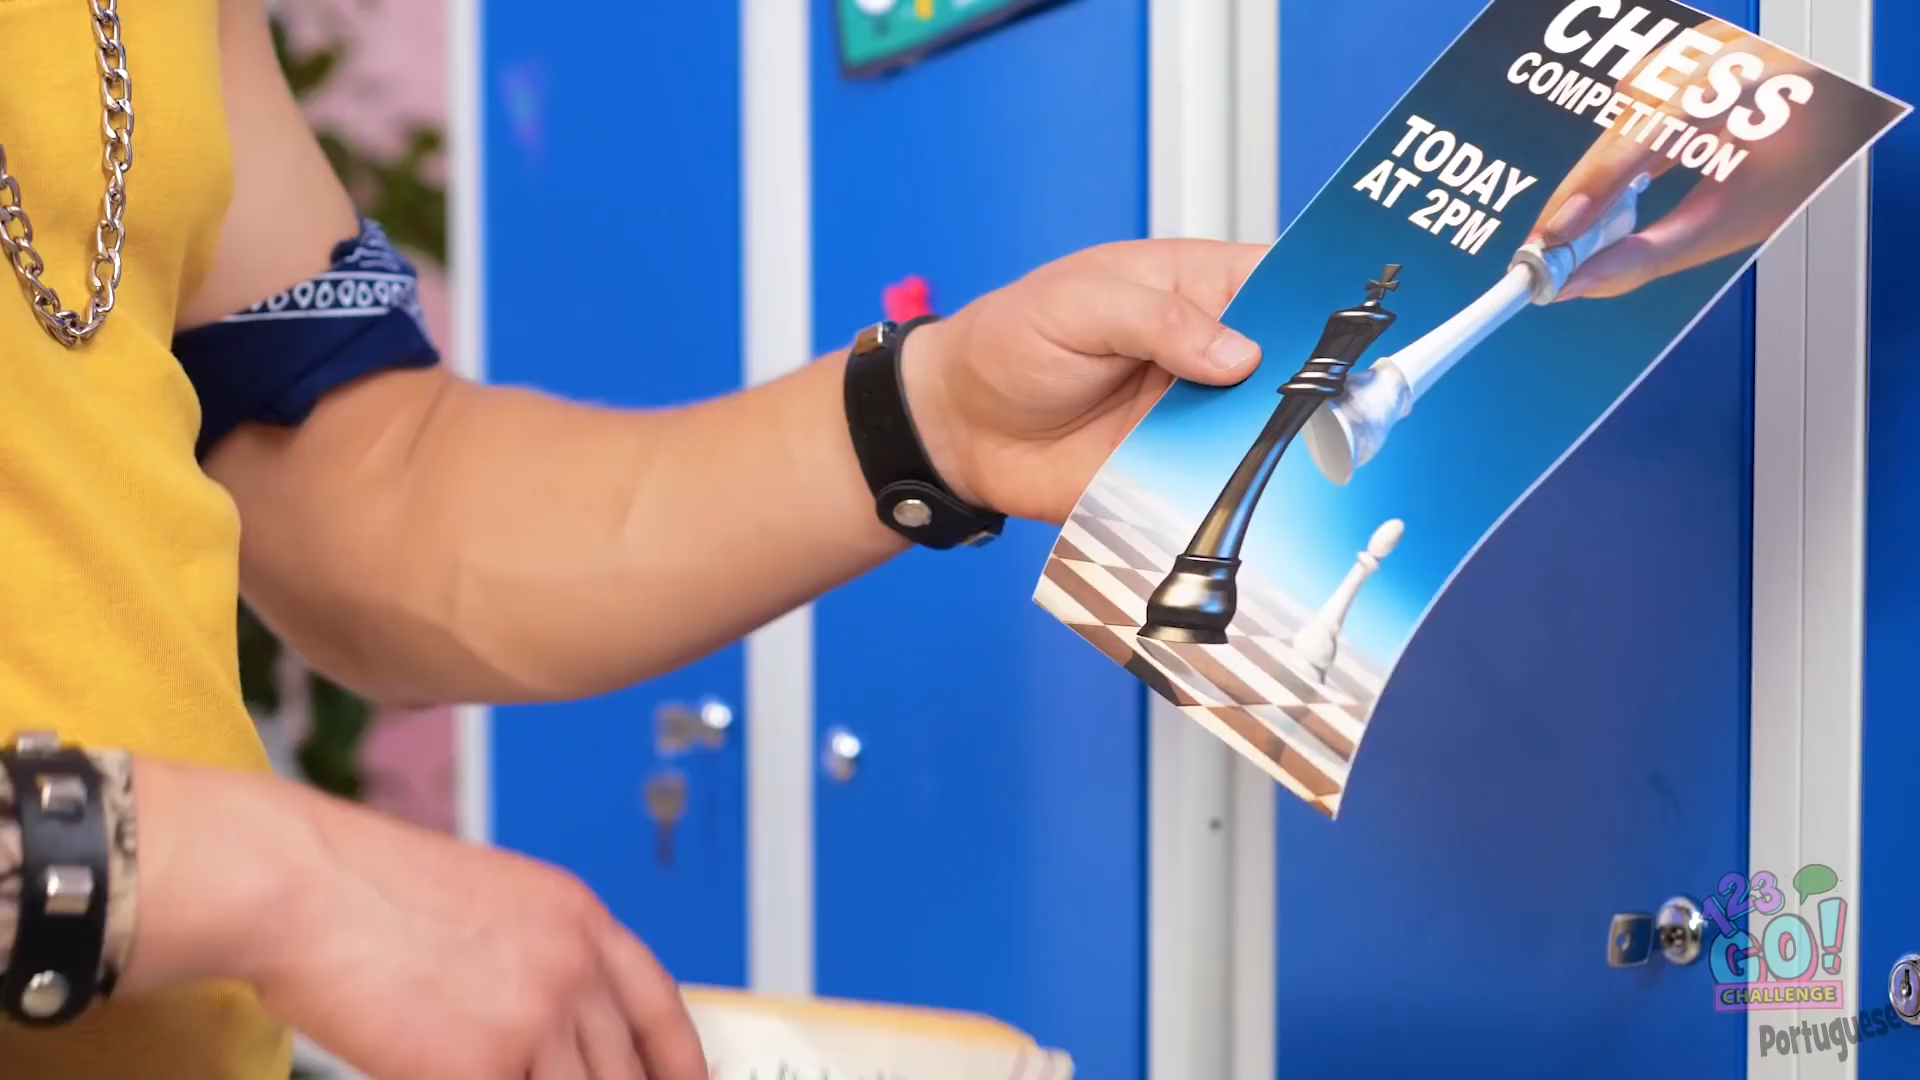 CHESS
COMPETITION
TODAY
AT 2PM
123
GO!
CHALLENGE
Portuguese